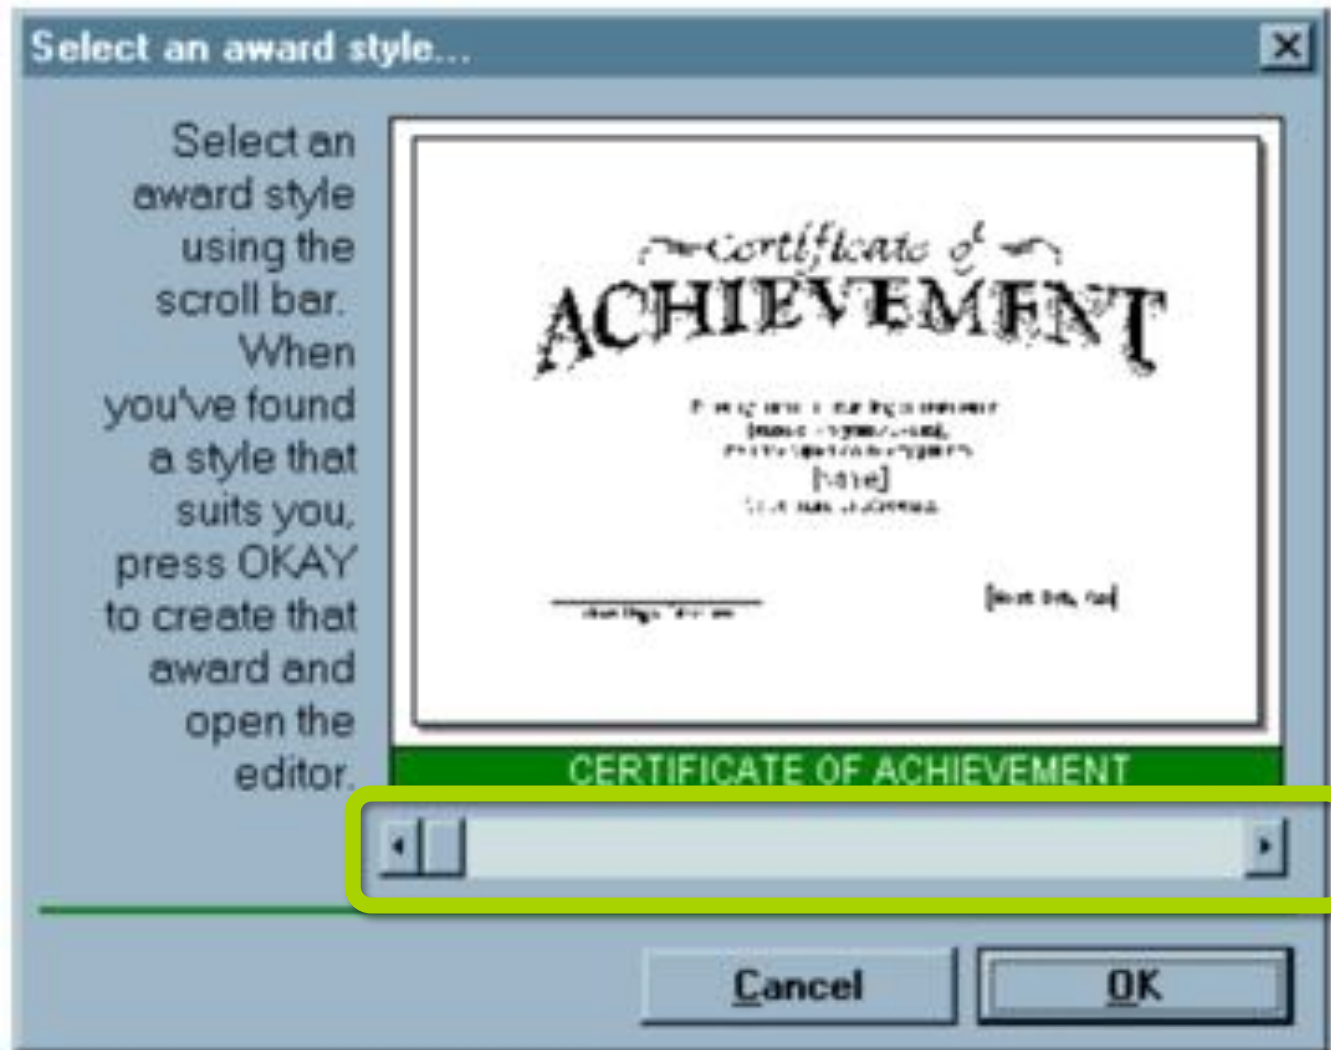 Select an award style...
Select an
award style
using the
scroll bar.
When
you've found
a style that
suits you,
press OKAY
to create that
award and
open the
editor.
Certificate of
ACHIEVEMENT
CERTIFICATE OF ACHIEVEMENT
Cancel
OK